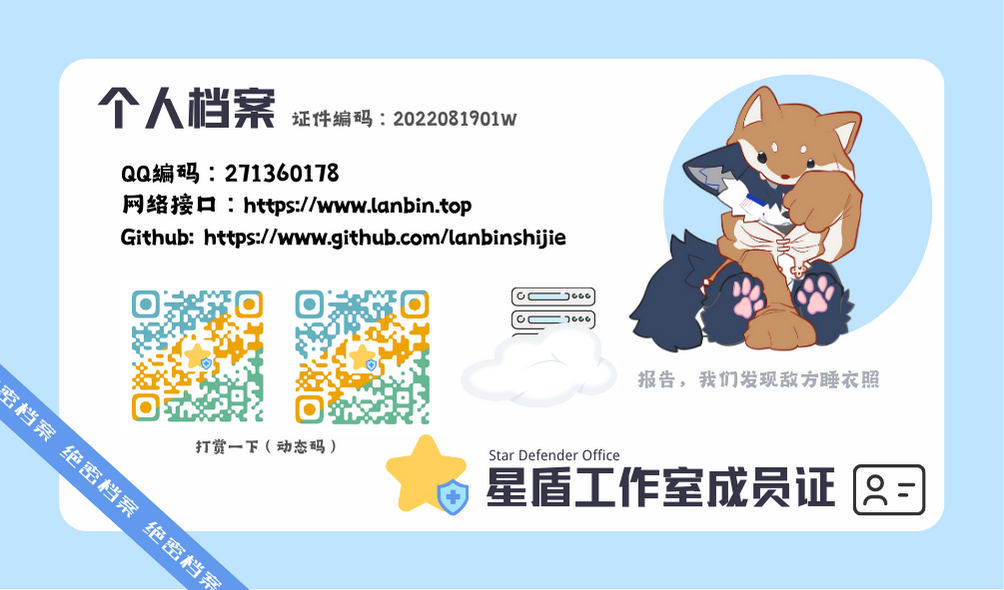 个人档案
证件编码：2022081901W
QQ编码：271360178
网络接口：https://www.lanbin.top
Github: https://www.github.com/lanbinshijie
报告，我们发现敌方睡衣照
打赏一下（动态码）
Star Defender Office
星盾工作室成员证
密档案 绝密档案 绝密档案